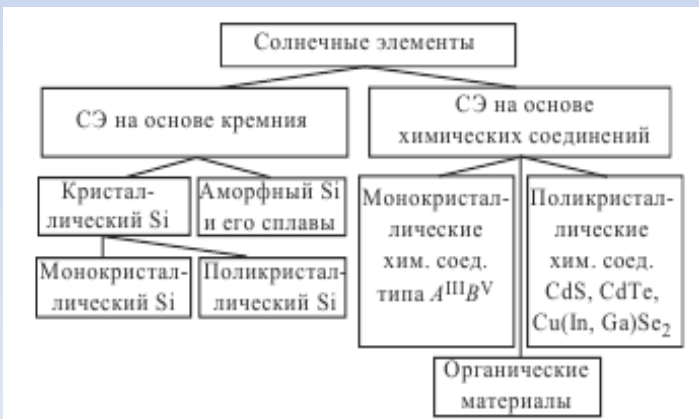 Солнечные элементы
СЭ на основе кремния
СЭ на основе
химических соединений
Кристал-
лический Si
Аморфный Si
и его сплавы
Монокристал-
лический Si
Поликристал-
лический Si
Монокристал-
лические
хим. соед.
типа AᴵᴵᴵBⱽ
Поликристал-
лические
хим. соед.
CdS, CdTe,
Cu(In, Ga)Se₂
Органические
материалы